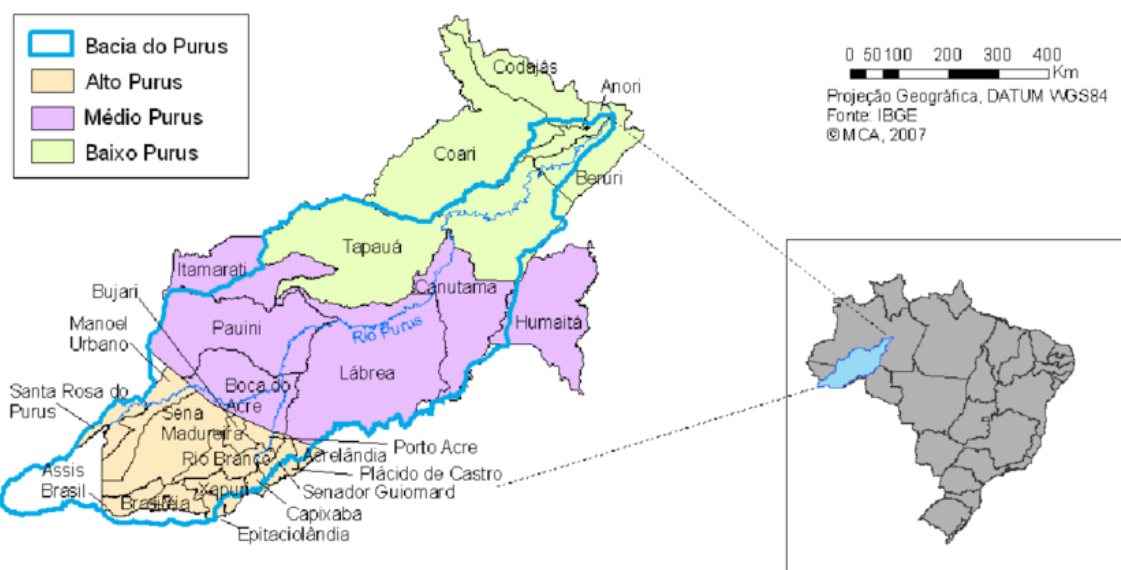 Bacia do Purus
Alto Purus
Médio Purus
Baixo Purus
0 50 100 200 300 400
Km
Projeção Geográfica, DATUM WGS84
Fonte: IBGE
©MCA, 2007
Codajás
Anori
Coari
Beruri
Tapauá
Itamarati
Canutama
Bujari
Humaitá
Pauini
Rio Purus
Manoel
Urbano
Lábrea
Boca do
Acre
Santa Rosa do
Purus
Sena
Madureira
Porto Acre
Acrelândia
Rio Branco
Plácido de Castro
Assis
Brasil
Xapuri
Senador Guiomard
Brasiléia
Capixaba
Epitaciolândia